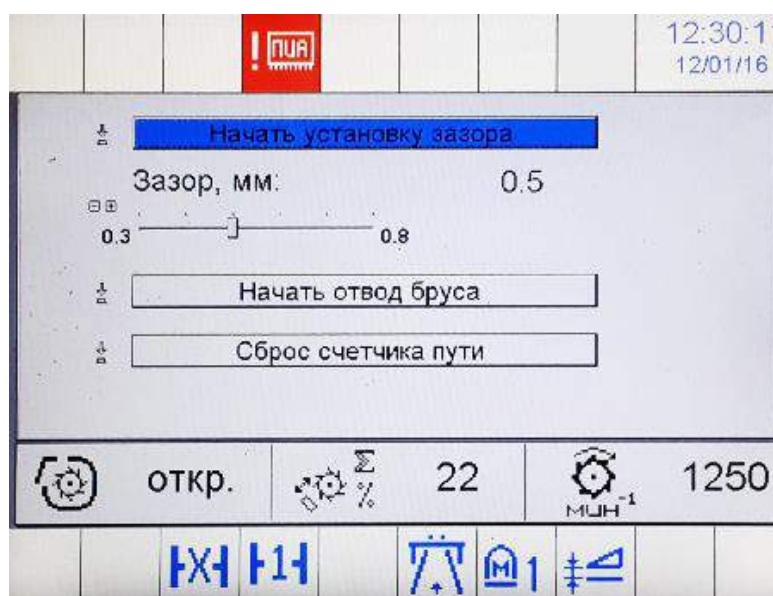 ! ПИА 12:30:1
12/01/16
Начать установку зазора
Зазор, мм: 0.5
0.3 0.8
Начать отвод бруса
Сброс счетчика пути
откр. Σ % 22 мин-1 1250
X 1 M 1